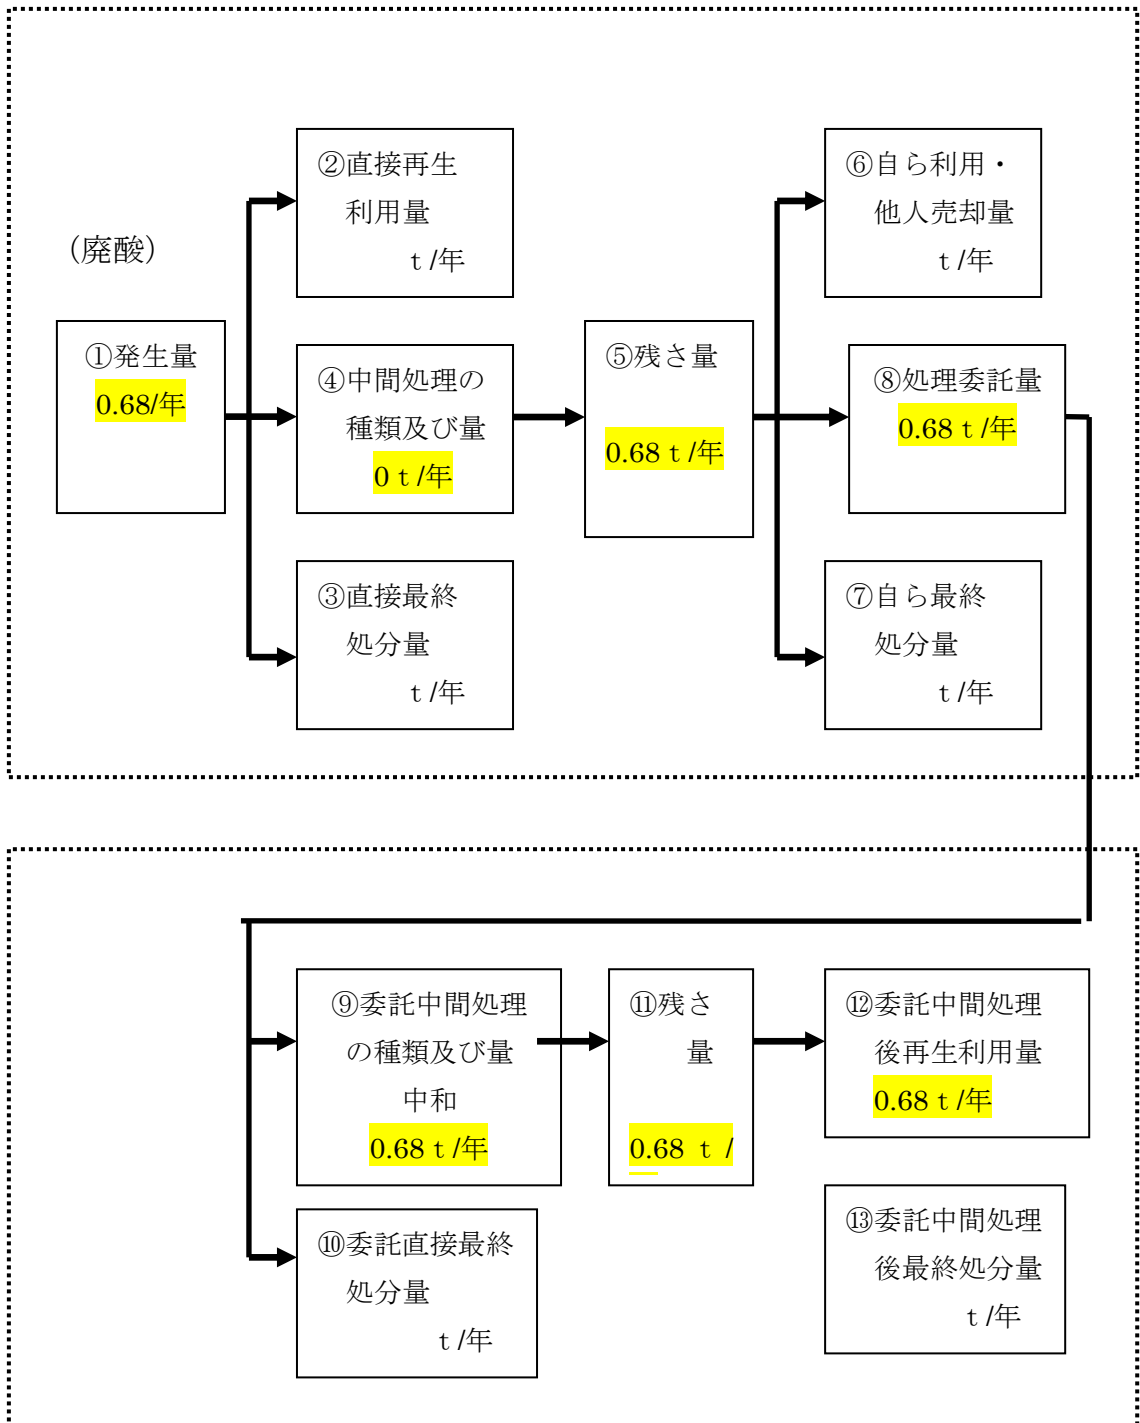 (廃酸)
①発生量
0.68/年
②直接再生
利用量
t /年
④中間処理の
種類及び量
0 t /年
③直接最終
処分量
t /年
⑤残さ量
0.68 t /年
⑥自ら利用・
他人売却量
t /年
⑧処理委託量
0.68 t /年
⑦自ら最終
処分量
t /年
⑨委託中間処理
の種類及び量
中和
0.68 t /年
⑩委託直接最終
処分量
t /年
⑪残さ
量
0.68 t /
⑫委託中間処理
後再生利用量
0.68 t /年
⑬委託中間処理
後最終処分量
t /年